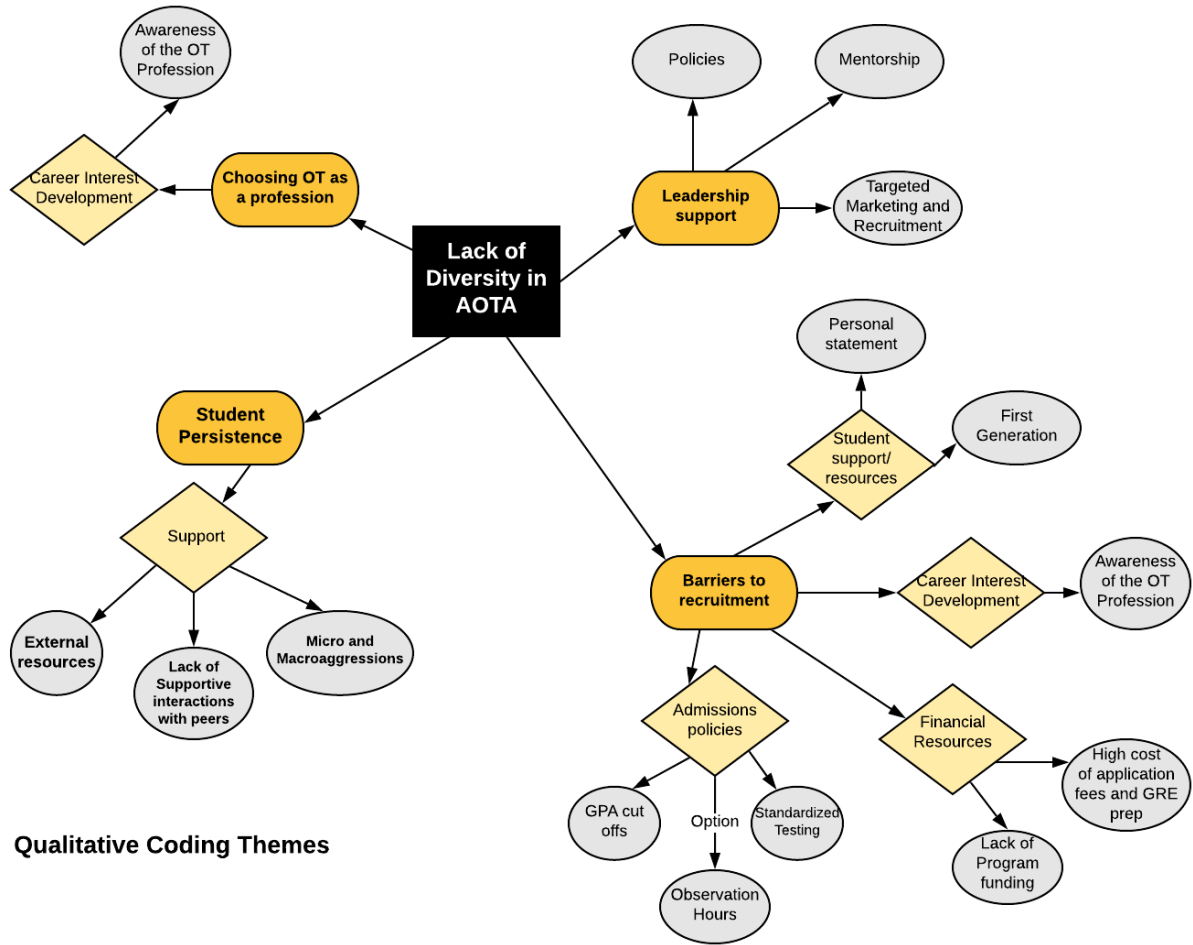 Awareness
of the OT
Profession
Career Interest
Development
Choosing OT as
a profession
Policies
Mentorship
Leadership
support
Targeted
Marketing and
Recruitment
Lack of
Diversity in
AOTA
Personal
statement
Student
support/
resources
First
Generation
Student
Persistence
Support
External
resources
Lack of
Supportive
interactions
with peers
Micro and
Macroaggressions
Barriers to
recruitment
Career Interest
Development
Awareness
of the OT
Profession
Admissions
policies
Financial
Resources
GPA cut
offs
Option
Standardized
Testing
Observation
Hours
High cost
of application
fees and GRE
prep
Lack of
Program
funding
Qualitative Coding Themes